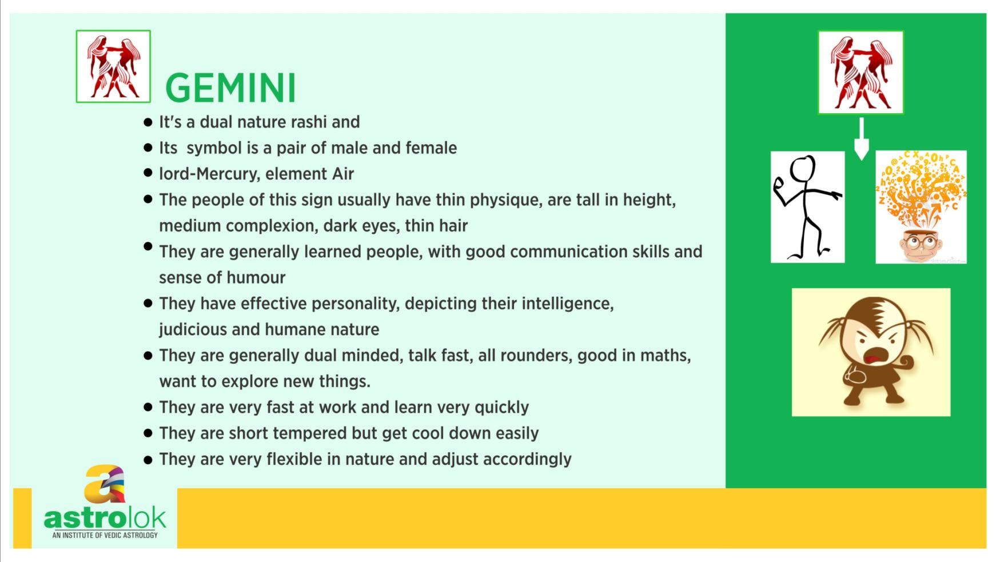 GEMINI
● It's a dual nature rashi and
● Its symbol is a pair of male and female
● lord-Mercury, element Air
● The people of this sign usually have thin physique, are tall in height,
medium complexion, dark eyes, thin hair
● They are generally learned people, with good communication skills and
sense of humour
● They have effective personality, depicting their intelligence,
judicious and humane nature
● They are generally dual minded, talk fast, all rounders, good in maths,
want to explore new things.
● They are very fast at work and learn very quickly
● They are short tempered but get cool down easily
● They are very flexible in nature and adjust accordingly
a
astrolok
AN INSTITUTE OF VEDIC ASTROLOGY